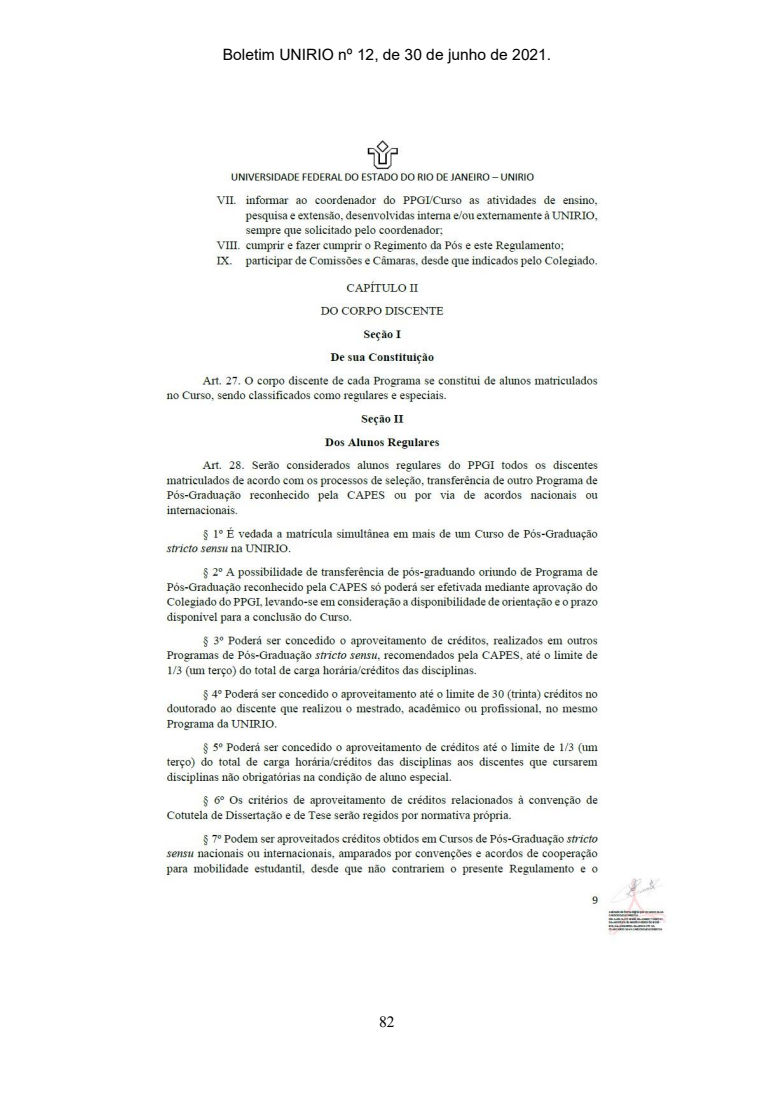 Boletim UNIRIO nº 12, de 30 de junho de 2021.
UNIVERSIDADE FEDERAL DO ESTADO DO RIO DE JANEIRO – UNIRIO
VII. informar ao coordenador do PPGI/Curso as atividades de ensino,
pesquisa e extensão, desenvolvidas interna e/ou externamente à UNIRIO,
sempre que solicitado pelo coordenador;
VIII. cumprir e fazer cumprir o Regimento da Pós e este Regulamento;
IX. participar de Comissões e Câmaras, desde que indicados pelo Colegiado.
CAPÍTULO II
DO CORPO DISCENTE
Seção I
De sua Constituição
Art. 27. O corpo discente de cada Programa se constitui de alunos matriculados
no Curso, sendo classificados como regulares e especiais.
Seção II
Dos Alunos Regulares
Art. 28. Serão considerados alunos regulares do PPGI todos os discentes
matriculados de acordo com os processos de seleção, transferência de outro Programa de
Pós-Graduação reconhecido pela CAPES ou por via de acordos nacionais ou
internacionais.
§ 1º É vedada a matrícula simultânea em mais de um Curso de Pós-Graduação
stricto sensu na UNIRIO.
§ 2º A possibilidade de transferência de pós-graduando oriundo de Programa de
Pós-Graduação reconhecido pela CAPES só poderá ser efetivada mediante aprovação do
Colegiado do PPGI, levando-se em consideração a disponibilidade de orientação e o prazo
disponível para a conclusão do Curso.
§ 3º Poderá ser concedido o aproveitamento de créditos, realizados em outros
Programas de Pós-Graduação stricto sensu, recomendados pela CAPES, até o limite de
1/3 (um terço) do total de carga horária/créditos das disciplinas.
§ 4º Poderá ser concedido o aproveitamento até o limite de 30 (trinta) créditos no
doutorado ao discente que realizou o mestrado, acadêmico ou profissional, no mesmo
Programa da UNIRIO.
§ 5º Poderá ser concedido o aproveitamento de créditos até o limite de 1/3 (um
terço) do total de carga horária/créditos das disciplinas aos discentes que cursarem
disciplinas não obrigatórias na condição de aluno especial.
§ 6º Os critérios de aproveitamento de créditos relacionados à convenção de
Cotutela de Dissertação e de Tese serão regidos por normativa própria.
§ 7º Podem ser aproveitados créditos obtidos em Cursos de Pós-Graduação stricto
sensu nacionais ou internacionais, amparados por convenções e acordos de cooperação
para mobilidade estudantil, desde que não contrariem o presente Regulamento e o
9
82